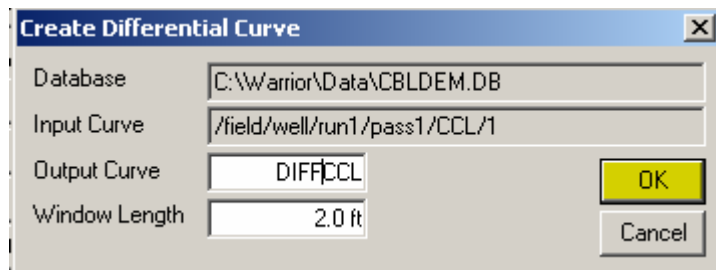 Create Differential Curve
Database C:\Warrior\Data\CBLDEM.DB
Input Curve /field/well/run1/pass1/CCL/1
Output Curve DIFFCCL
OK
Window Length 2.0 ft
Cancel